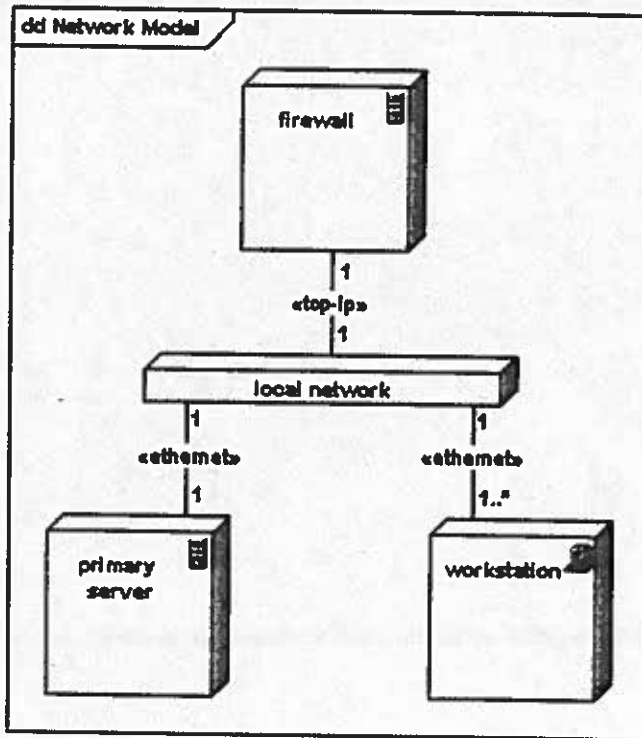 dd Network Model
firewall
1
«tcp-ip»
1
local network
1
1
«ethernet»
«ethernet»
1
1..*
primary
server
workstation